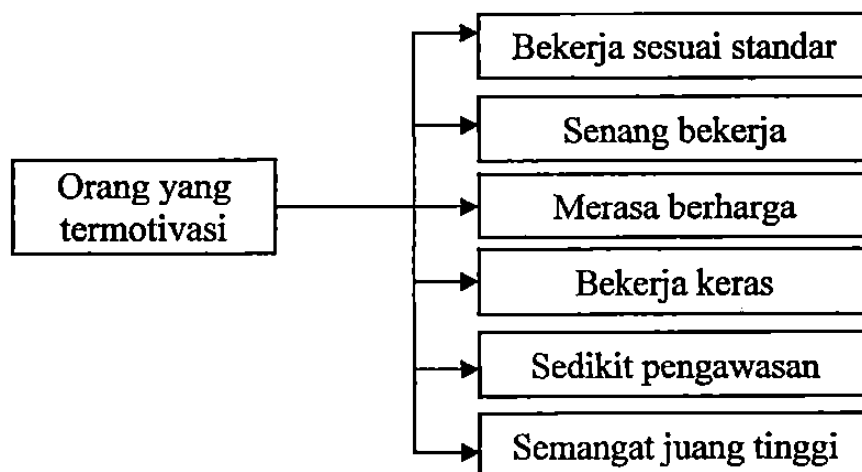 Bekerja sesuai standar
Senang bekerja
Orang yang
termotivasi
Merasa berharga
Bekerja keras
Sedikit pengawasan
Semangat juang tinggi